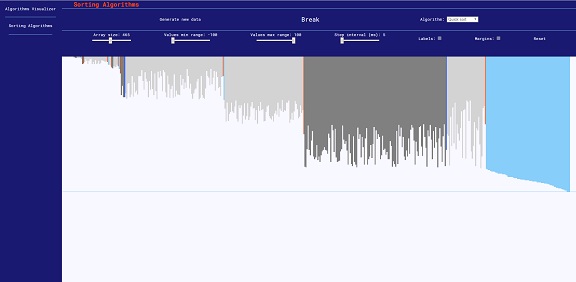 Sorting Algorithms
Algorithms Visualizer
Sorting Algorithms
Generate new data
Break
Algorithm: Quick sort
Array size: 465
Values min range: -100
Values max range: 100
Step interval (ms): 5
Labels:
Margins:
Reset